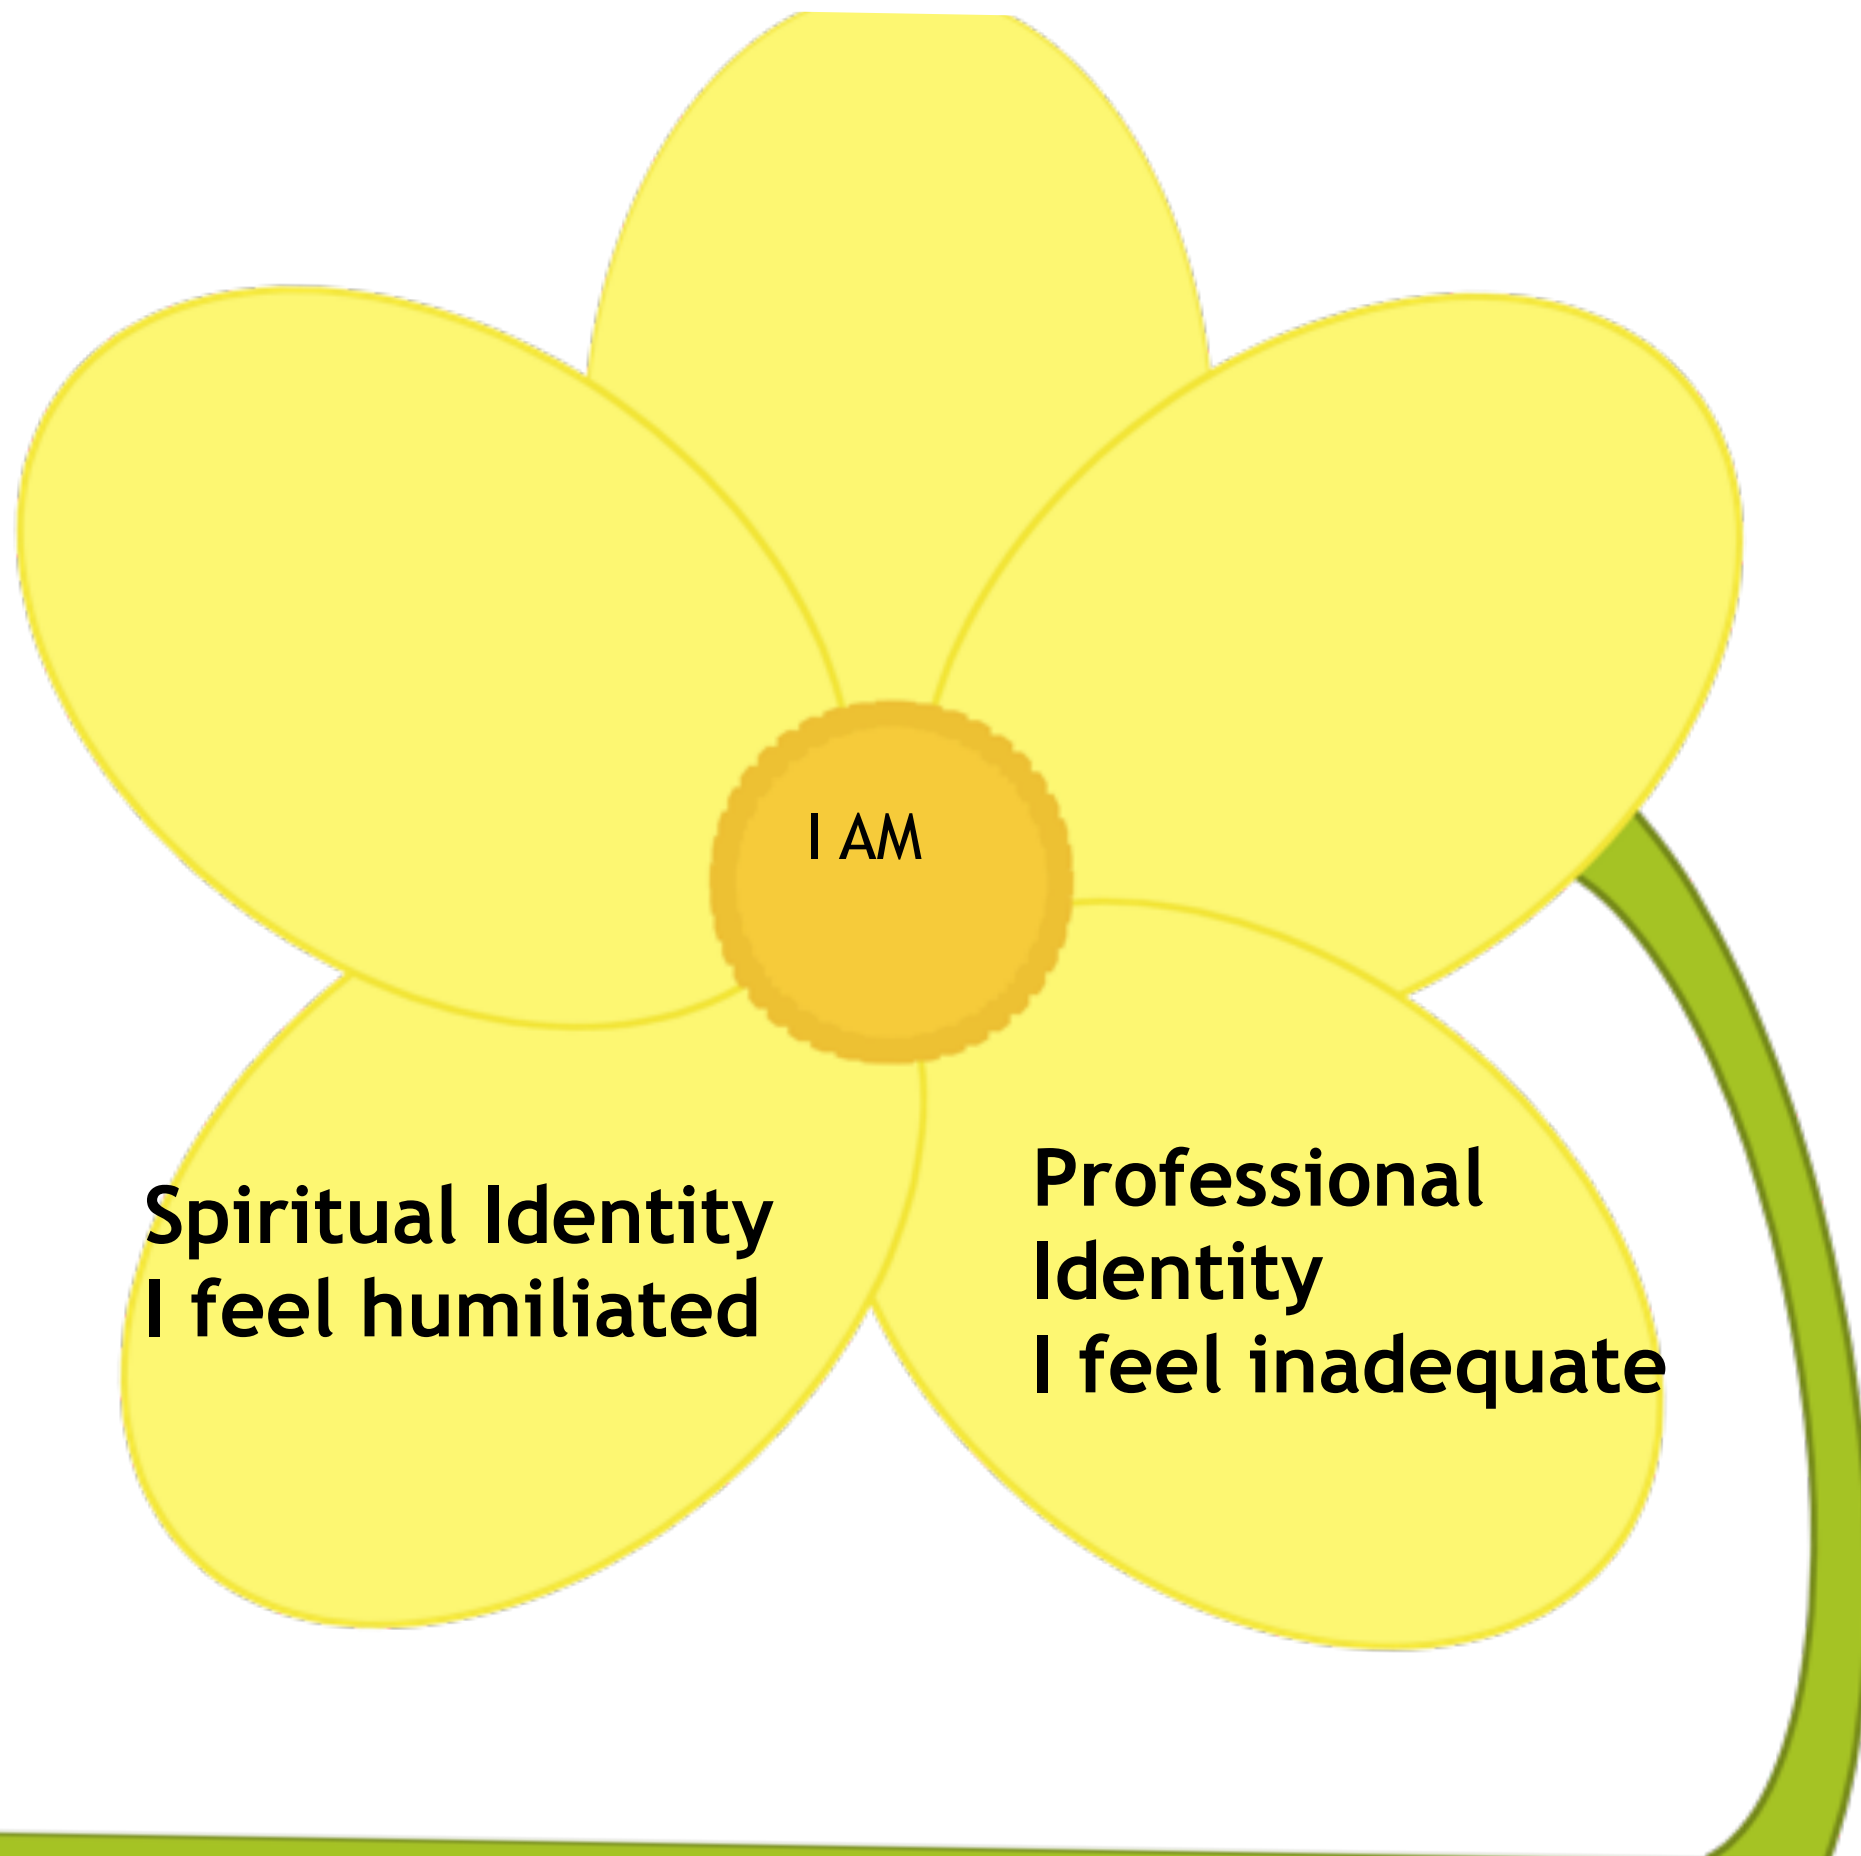 I AM
Spiritual Identity
I feel humiliated
Professional
Identity
I feel inadequate